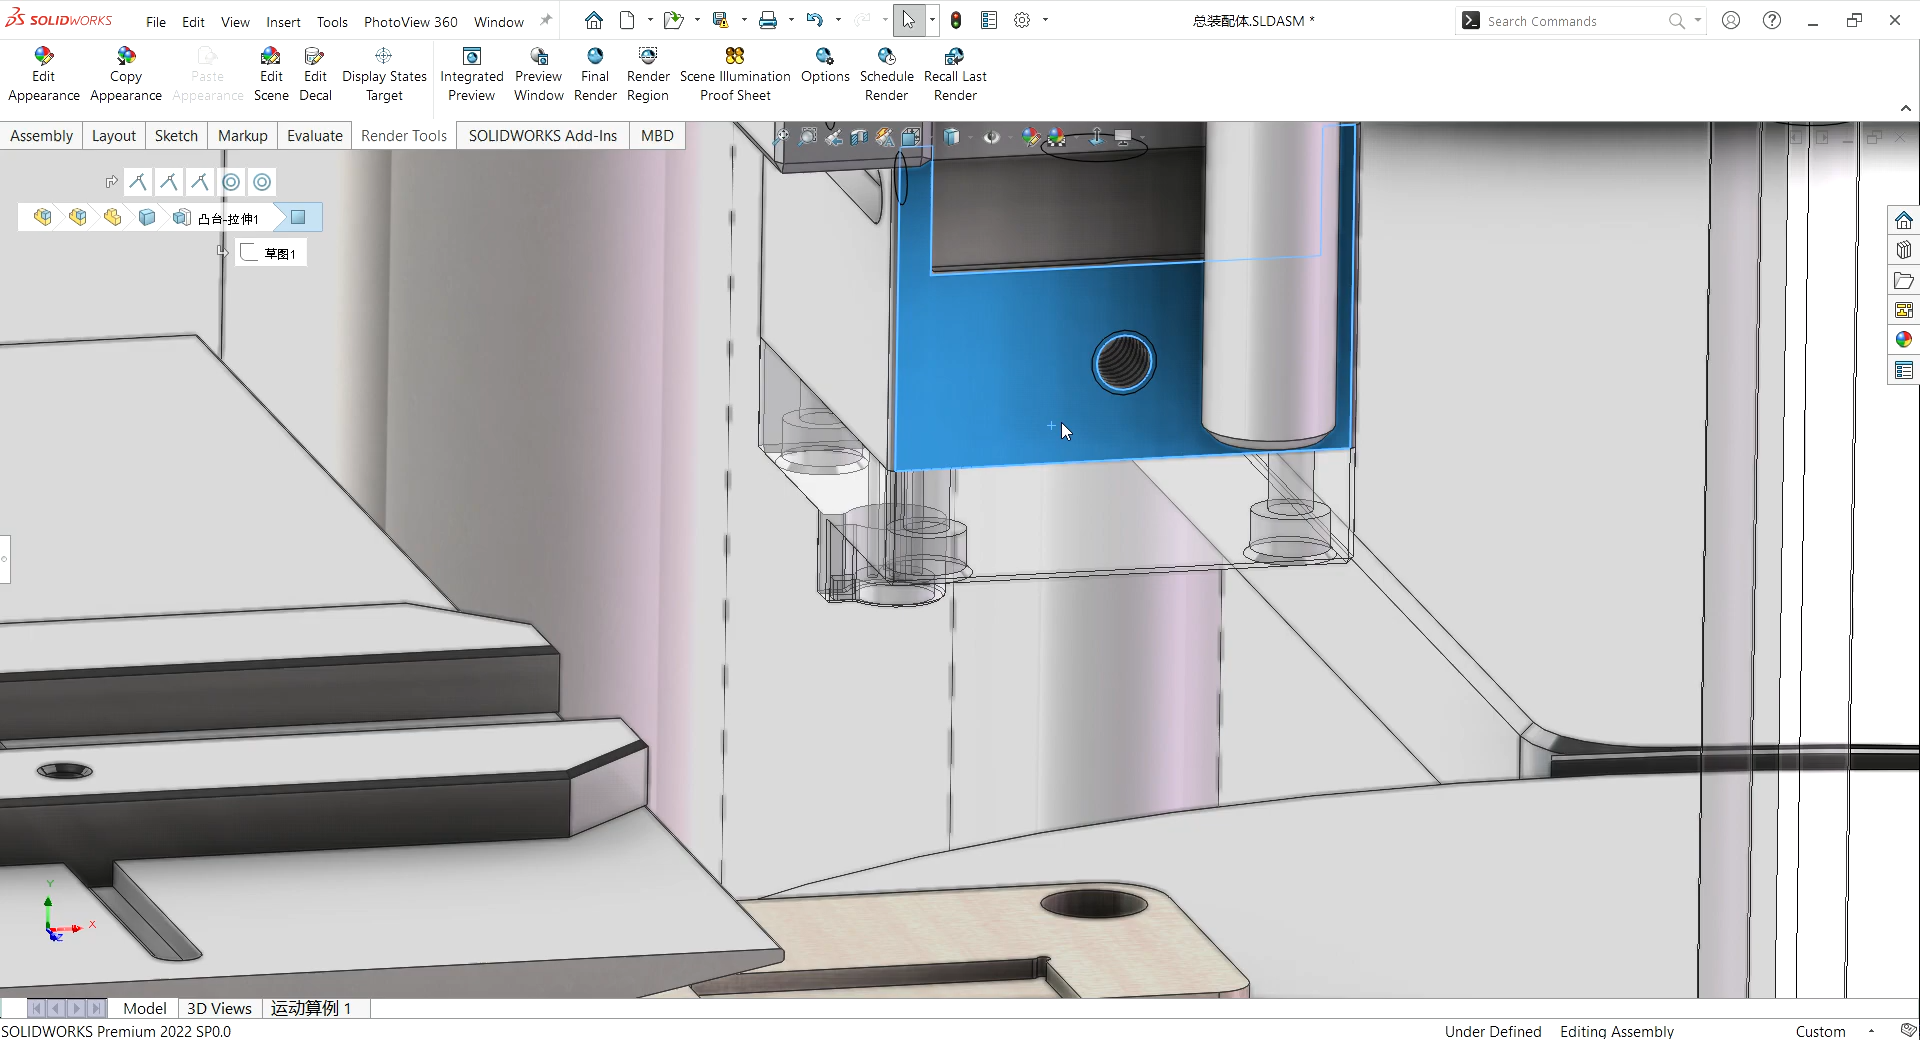 SOLIDWORKS File Edit View Insert Tools PhotoView 360 Window 总装配体.SLDASM * Search Commands
Edit Appearance
Copy Appearance
Paste Appearance
Edit Scene
Edit Decal
Display States Target
Integrated Preview
Preview Window
Final Render
Render Region
Scene Illumination Proof Sheet
Options
Schedule Render
Recall Last Render
Assembly Layout Sketch Markup Evaluate Render Tools SOLIDWORKS Add-Ins MBD
凸台-拉伸1
草图1
Y
X
Z
Model 3D Views 运动算例 1
SOLIDWORKS Premium 2022 SP0.0 Under Defined Editing Assembly Custom